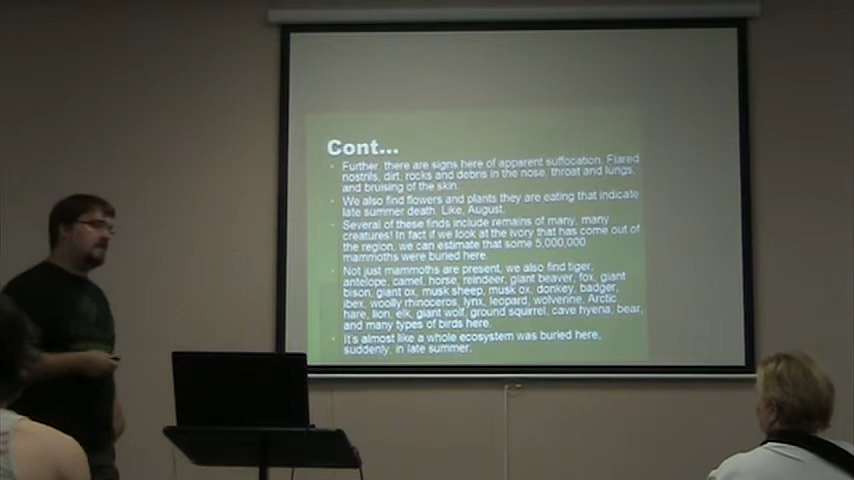 Cont...
Further, there are signs here of apparent suffocation. Flared
nostrils, dirt, rocks and debris in the nose, throat and lungs,
and bruising of the skin.
We also find flowers and plants they are eating that indicate
late summer death. Like, August.
Several of these finds include remains of many, many
creatures! In fact if we look at the ivory that has come out of
the region, we can estimate that some 5,000,000
mammoths were buried here.
Not just mammoths are present, we also find tiger,
antelope, camel, horse, reindeer, giant beaver, fox, giant
bison, giant ox, musk sheep, musk ox, donkey, badger,
ibex, woolly rhinoceros, lynx, leopard, wolverine, Arctic
hare, lion, elk, giant wolf, ground squirrel, cave hyena, bear,
and many types of birds here.
It's almost like a whole ecosystem was buried here,
suddenly, in late summer.